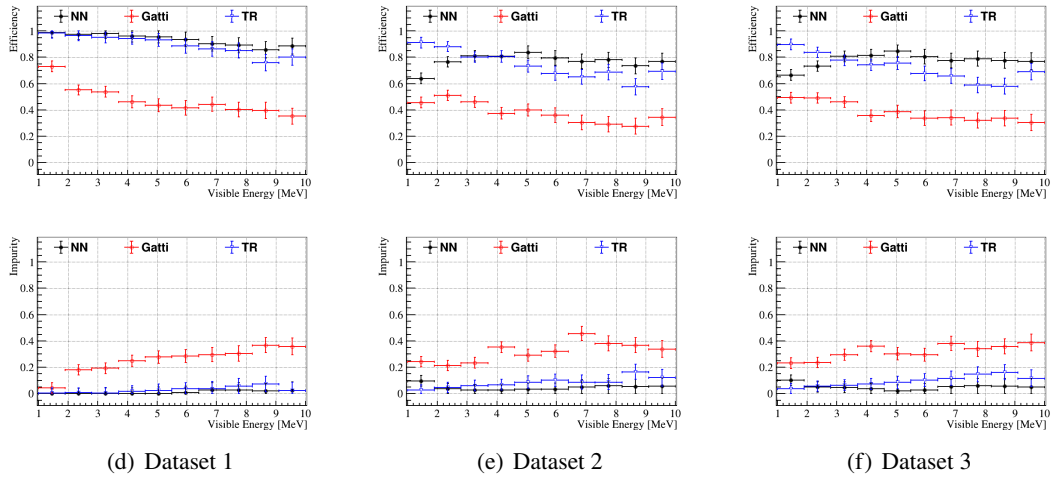 NN Gatti TR
Efficiency
1
0.8
0.6
0.4
0.2
0
1 2 3 4 5 6 7 8 9 10
Visible Energy [MeV]
NN Gatti TR
Efficiency
1
0.8
0.6
0.4
0.2
0
1 2 3 4 5 6 7 8 9 10
Visible Energy [MeV]
NN Gatti TR
Efficiency
1
0.8
0.6
0.4
0.2
0
1 2 3 4 5 6 7 8 9 10
Visible Energy [MeV]
NN Gatti TR
Impurity
1
0.8
0.6
0.4
0.2
0
1 2 3 4 5 6 7 8 9 10
Visible Energy [MeV]
(d) Dataset 1
NN Gatti TR
Impurity
1
0.8
0.6
0.4
0.2
0
1 2 3 4 5 6 7 8 9 10
Visible Energy [MeV]
(e) Dataset 2
NN Gatti TR
Impurity
1
0.8
0.6
0.4
0.2
0
1 2 3 4 5 6 7 8 9 10
Visible Energy [MeV]
(f) Dataset 3